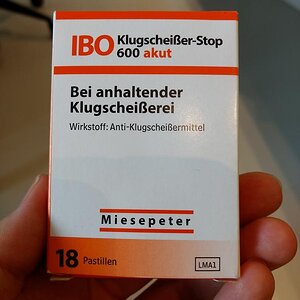 IBO Klugscheißer-Stop
600 akut
Bei anhaltender
Klugscheißerei
Wirkstoff: Anti-Klugscheißermittel
Miesepeter
18 Pastillen
LMA1